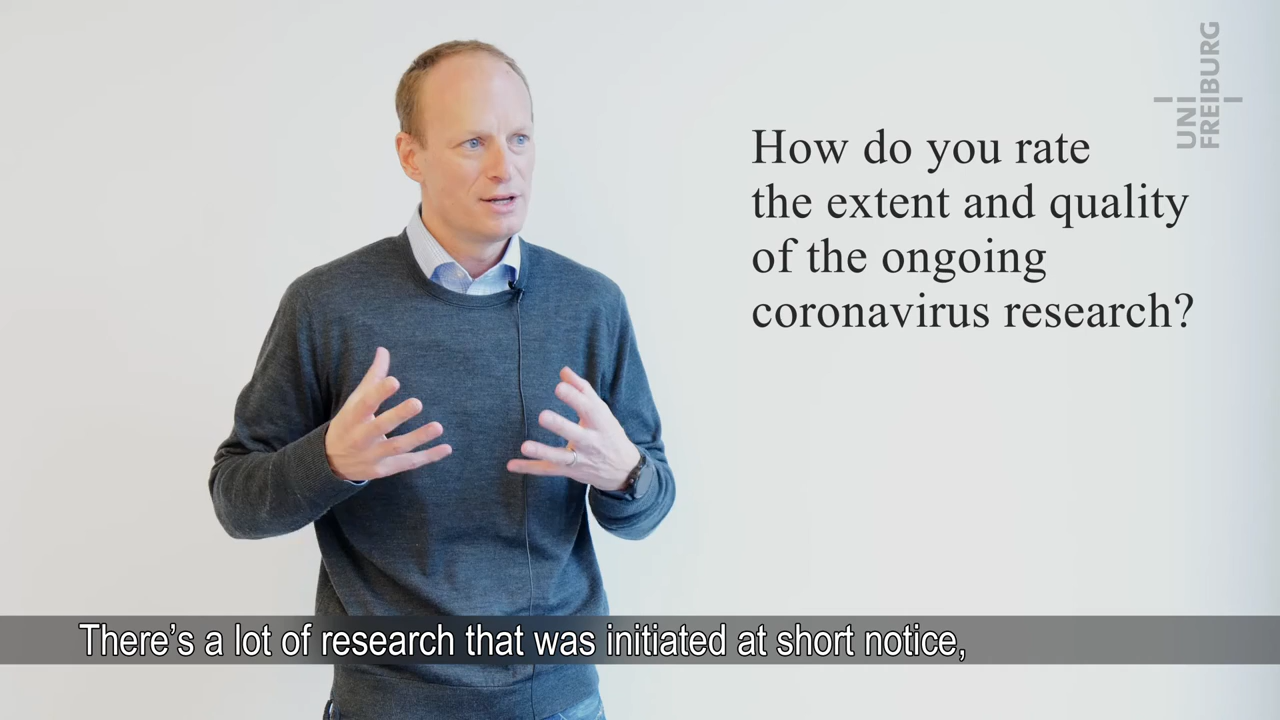 UNI
FREIBURG
How do you rate
the extent and quality
of the ongoing
coronavirus research?
There's a lot of research that was initiated at short notice,